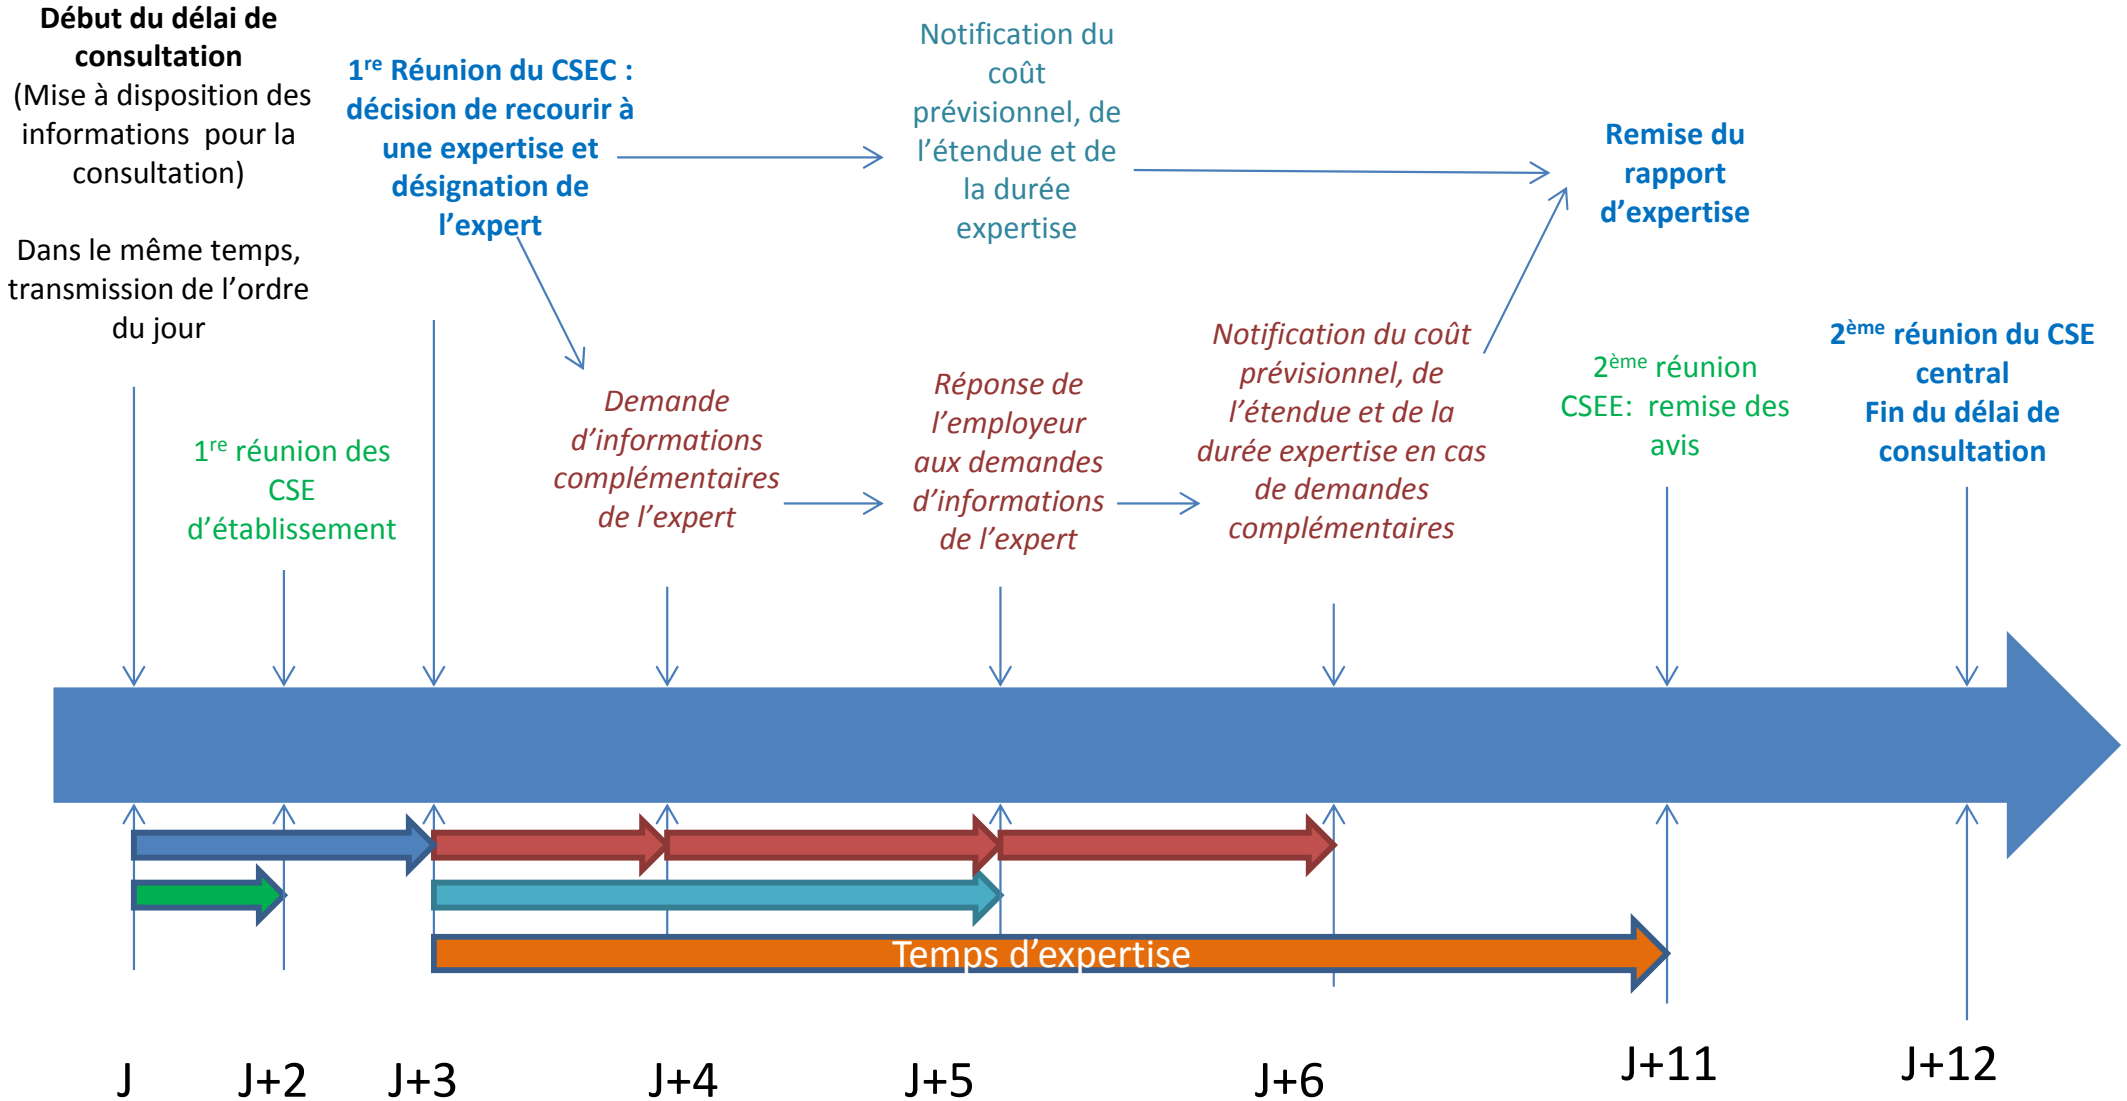 Début du délai de
consultation
(Mise à disposition des
informations pour la
consultation)
Dans le même temps,
transmission de l'ordre
du jour
1re réunion des
CSE
d'établissement
1re Réunion du CSEC :
décision de recourir à
une expertise et
désignation de
l'expert
Notification du
coût
prévisionnel, de
l'étendue et de
la durée
expertise
Remise du
rapport
d'expertise
Demande
d'informations
complémentaires
de l'expert
Réponse de
l'employeur
aux demandes
d'informations
de l'expert
Notification du coût
prévisionnel, de
l'étendue et de la
durée expertise en cas
de demandes
complémentaires
2ème réunion
CSEE: remise des
avis
2ème réunion du CSE
central
Fin du délai de
consultation
Temps d'expertise
J
J+2
J+3
J+4
J+5
J+6
J+11
J+12